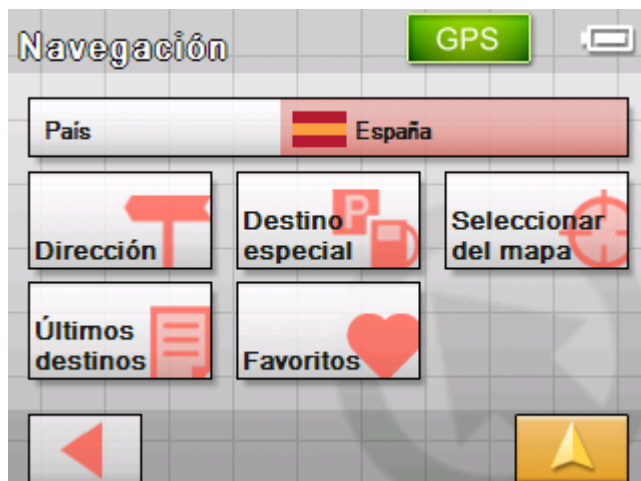 Navegación
GPS
País
España
Dirección
Destino
especial
P
Seleccionar
del mapa
Últimos
destinos
Favoritos